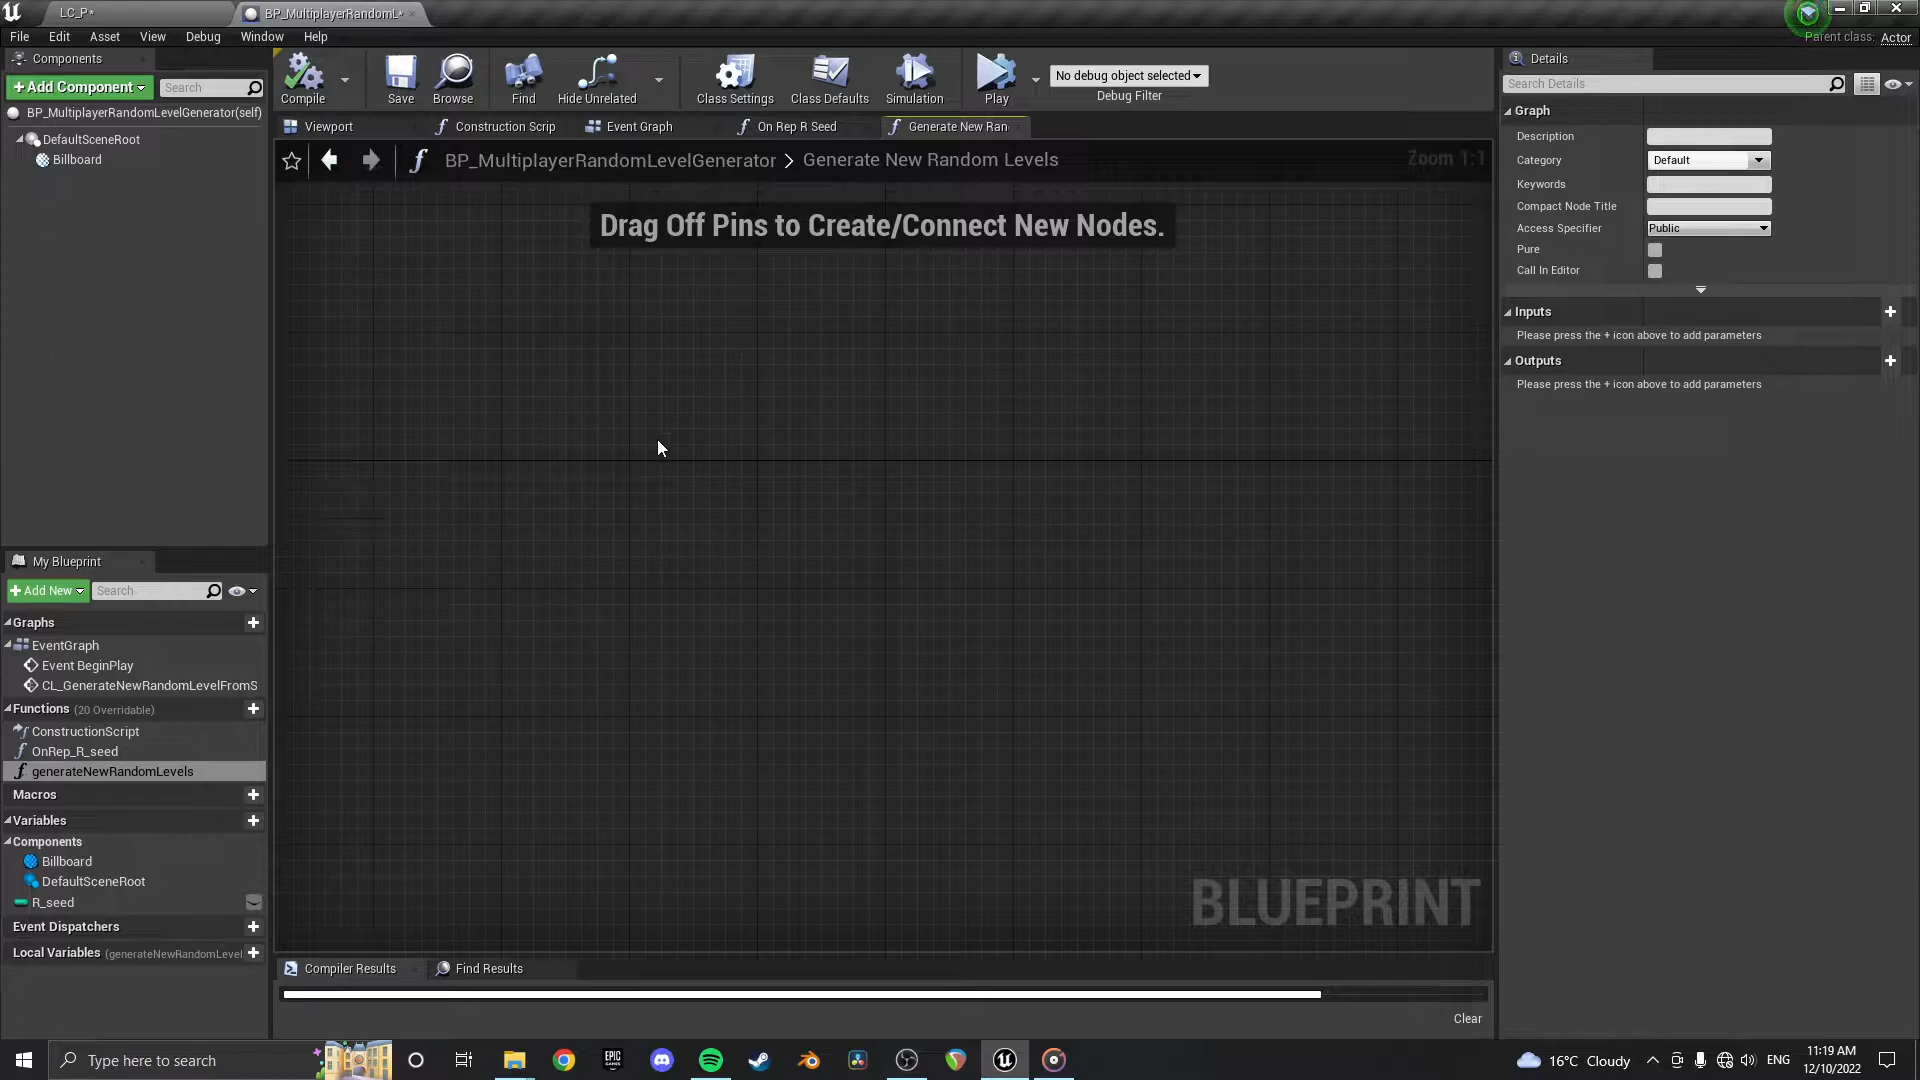 LC_P*
BP_MultiplayerRandomL*
File Edit Asset View Debug Window Help
Parent class: Actor
Components
+ Add Component
Search
BP_MultiplayerRandomLevelGenerator(self)
DefaultSceneRoot
Billboard
Compile
Save
Browse
Find
Hide Unrelated
Class Settings
Class Defaults
Simulation
Play
No debug object selected
Debug Filter
Viewport
Construction Scrip
Event Graph
On Rep R Seed
Generate New Ran
BP_MultiplayerRandomLevelGenerator > Generate New Random Levels
Zoom 1:1
Drag Off Pins to Create/Connect New Nodes.
BLUEPRINT
My Blueprint
+ Add New
Search
Graphs
EventGraph
Event BeginPlay
CL_GenerateNewRandomLevelFromS
Functions (20 Overridable)
ConstructionScript
OnRep_R_seed
generateNewRandomLevels
Macros
Variables
Components
Billboard
DefaultSceneRoot
R_seed
Event Dispatchers
Local Variables (generateNewRandomLevel
Compiler Results
Find Results
Clear
Details
Search Details
Graph
Description
Category Default
Keywords
Compact Node Title
Access Specifier Public
Pure
Call In Editor
Inputs
Please press the + icon above to add parameters
Outputs
Please press the + icon above to add parameters
Type here to search
EPIC GAMES
16°C Cloudy
ENG
11:19 AM
12/10/2022